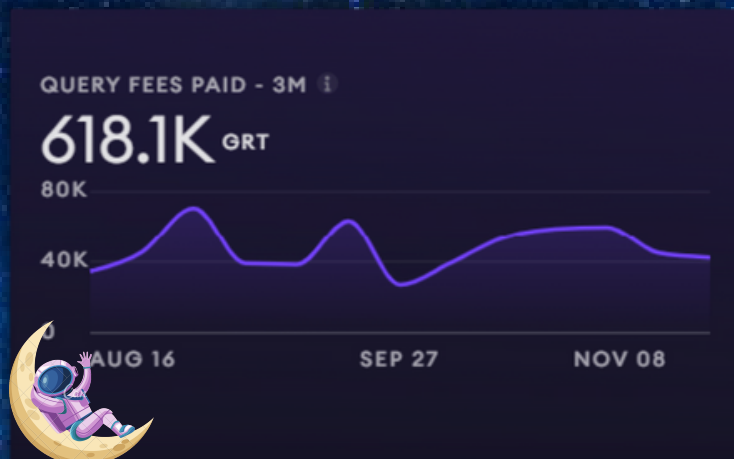 QUERY FEES PAID - 3M
618.1K GRT
80K
40K
0
AUG 16 SEP 27 NOV 08